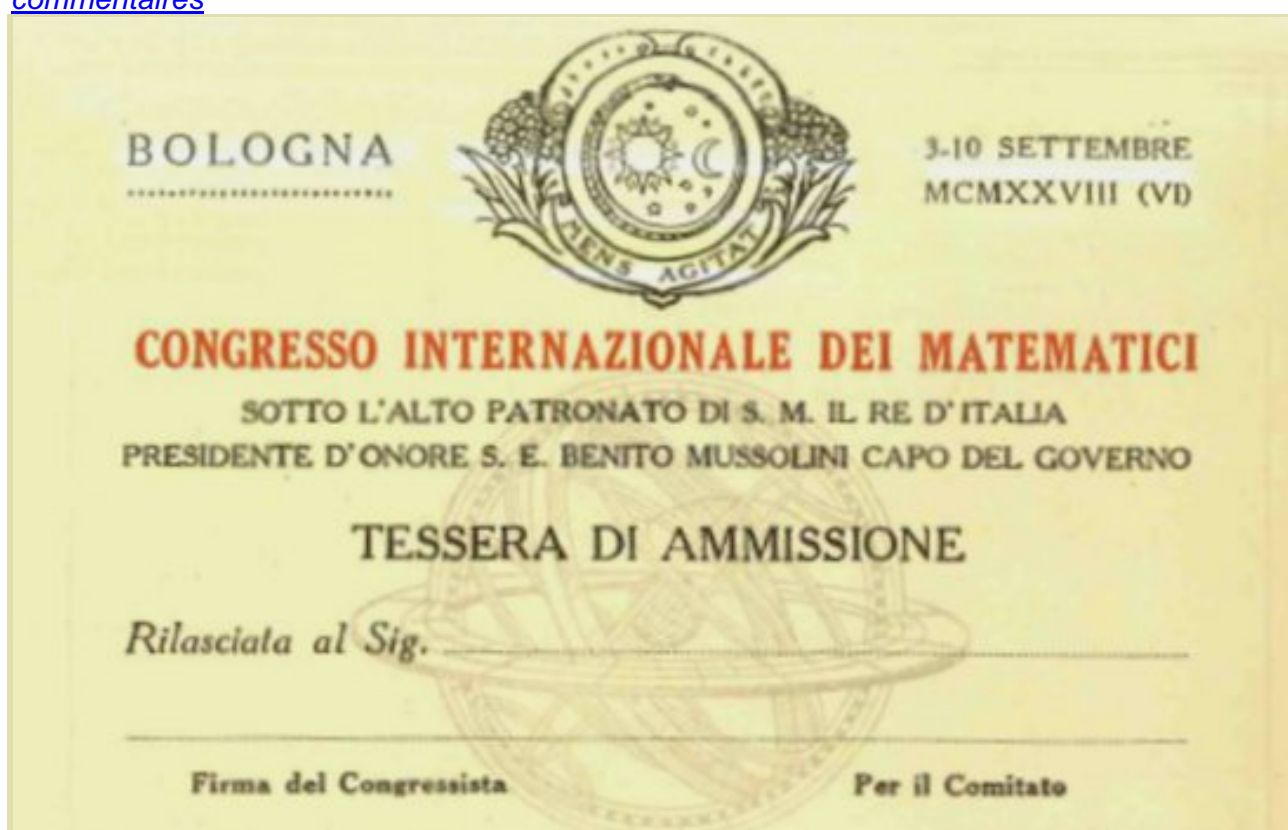 commentaires
BOLOGNA
3-10 SETTEMBRE
MCMXXVIII (VI)
MENS AGITAT
CONGRESSO INTERNAZIONALE DEI MATEMATICI
SOTTO L'ALTO PATRONATO DI S. M. IL RE D'ITALIA
PRESIDENTE D'ONORE S. E. BENITO MUSSOLINI CAPO DEL GOVERNO
TESSERA DI AMMISSIONE
Rilasciata al Sig.
Firma del Congressista
Per il Comitato